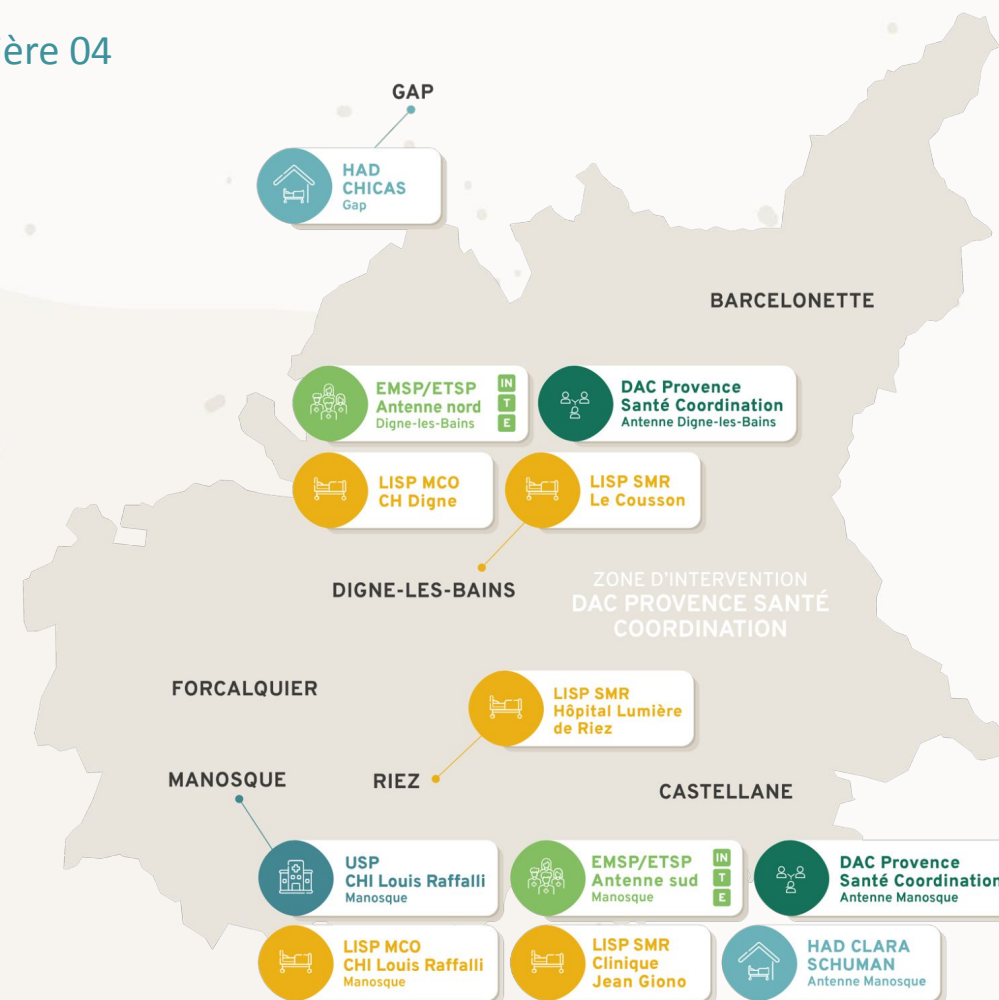 ère 04
GAP
HAD
CHICAS
Gap
BARCELONETTE
EMSP/ETSP
Antenne nord
Digne-les-Bains
IN
T
E
DAC Provence
Santé Coordination
Antenne Digne-les-Bains
LISP MCO
CH Digne
LISP SMR
Le Cousson
DIGNE-LES-BAINS
ZONE D'INTERVENTION
DAC PROVENCE SANTÉ
COORDINATION
FORCALQUIER
LISP SMR
Hôpital Lumière
de Riez
MANOSQUE
RIEZ
CASTELLANE
USP
CHI Louis Raffalli
Manosque
EMSP/ETSP
Antenne sud
Manosque
IN
T
E
DAC Provence
Santé Coordination
Antenne Manosque
LISP MCO
CHI Louis Raffalli
Manosque
LISP SMR
Clinique
Jean Giono
HAD CLARA
SCHUMAN
Antenne Manosque